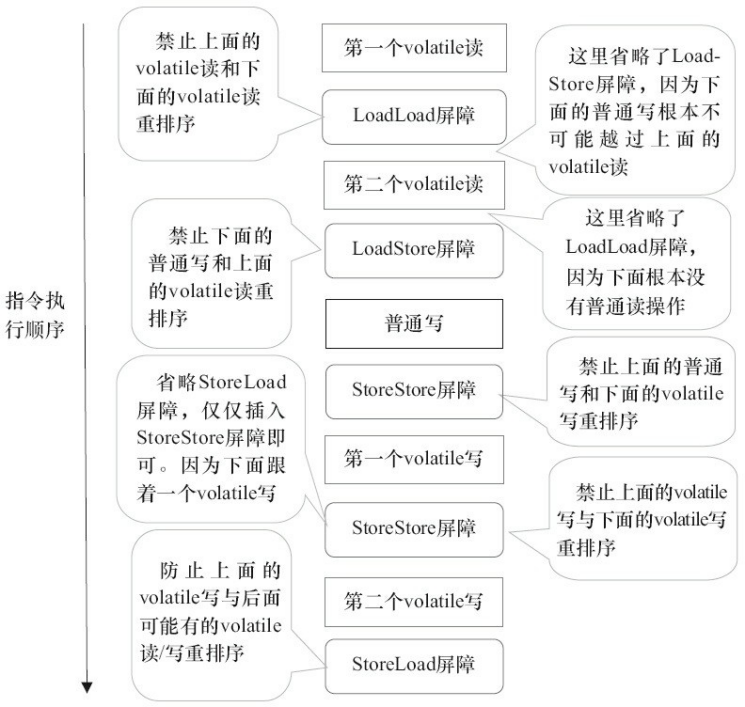 禁止上面的
volatile读和下
面的volatile读
重排序
第一个volatile读
LoadLoad屏障
这里省略了Load-
Store屏障，因为下
面的普通写根本不
可能越过上面的
volatile读
第二个volatile读
禁止下面的
普通写和上面
的volatile读重
排序
LoadStore屏障
这里省略了
LoadLoad屏障，
因为下面根本没
有普通读操作
指令执
行顺序
普通写
省略StoreLoad
屏障，仅仅插入
StoreStore屏障即
可。因为下面跟
着一个volatile写
StoreStore屏障
禁止上面的普通
写和下面的volatile
写重排序
第一个volatile写
StoreStore屏障
禁止上面的volatile
写与下面的volatile写
重排序
防止上面的
volatile写与后面
可能有的volatile
读/写重排序
第二个volatile写
StoreLoad屏障